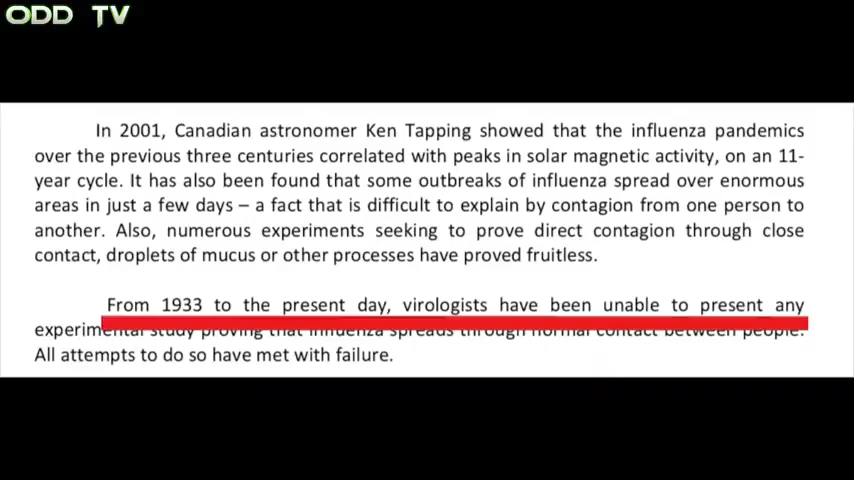 ODD TV
In 2001, Canadian astronomer Ken Tapping showed that the influenza pandemics
over the previous three centuries correlated with peaks in solar magnetic activity, on an 11-
year cycle. It has also been found that some outbreaks of influenza spread over enormous
areas in just a few days – a fact that is difficult to explain by contagion from one person to
another. Also, numerous experiments seeking to prove direct contagion through close
contact, droplets of mucus or other processes have proved fruitless.
From 1933 to the present day, virologists have been unable to present any
experimental study proving that influenza spreads through normal contact between people.
All attempts to do so have met with failure.